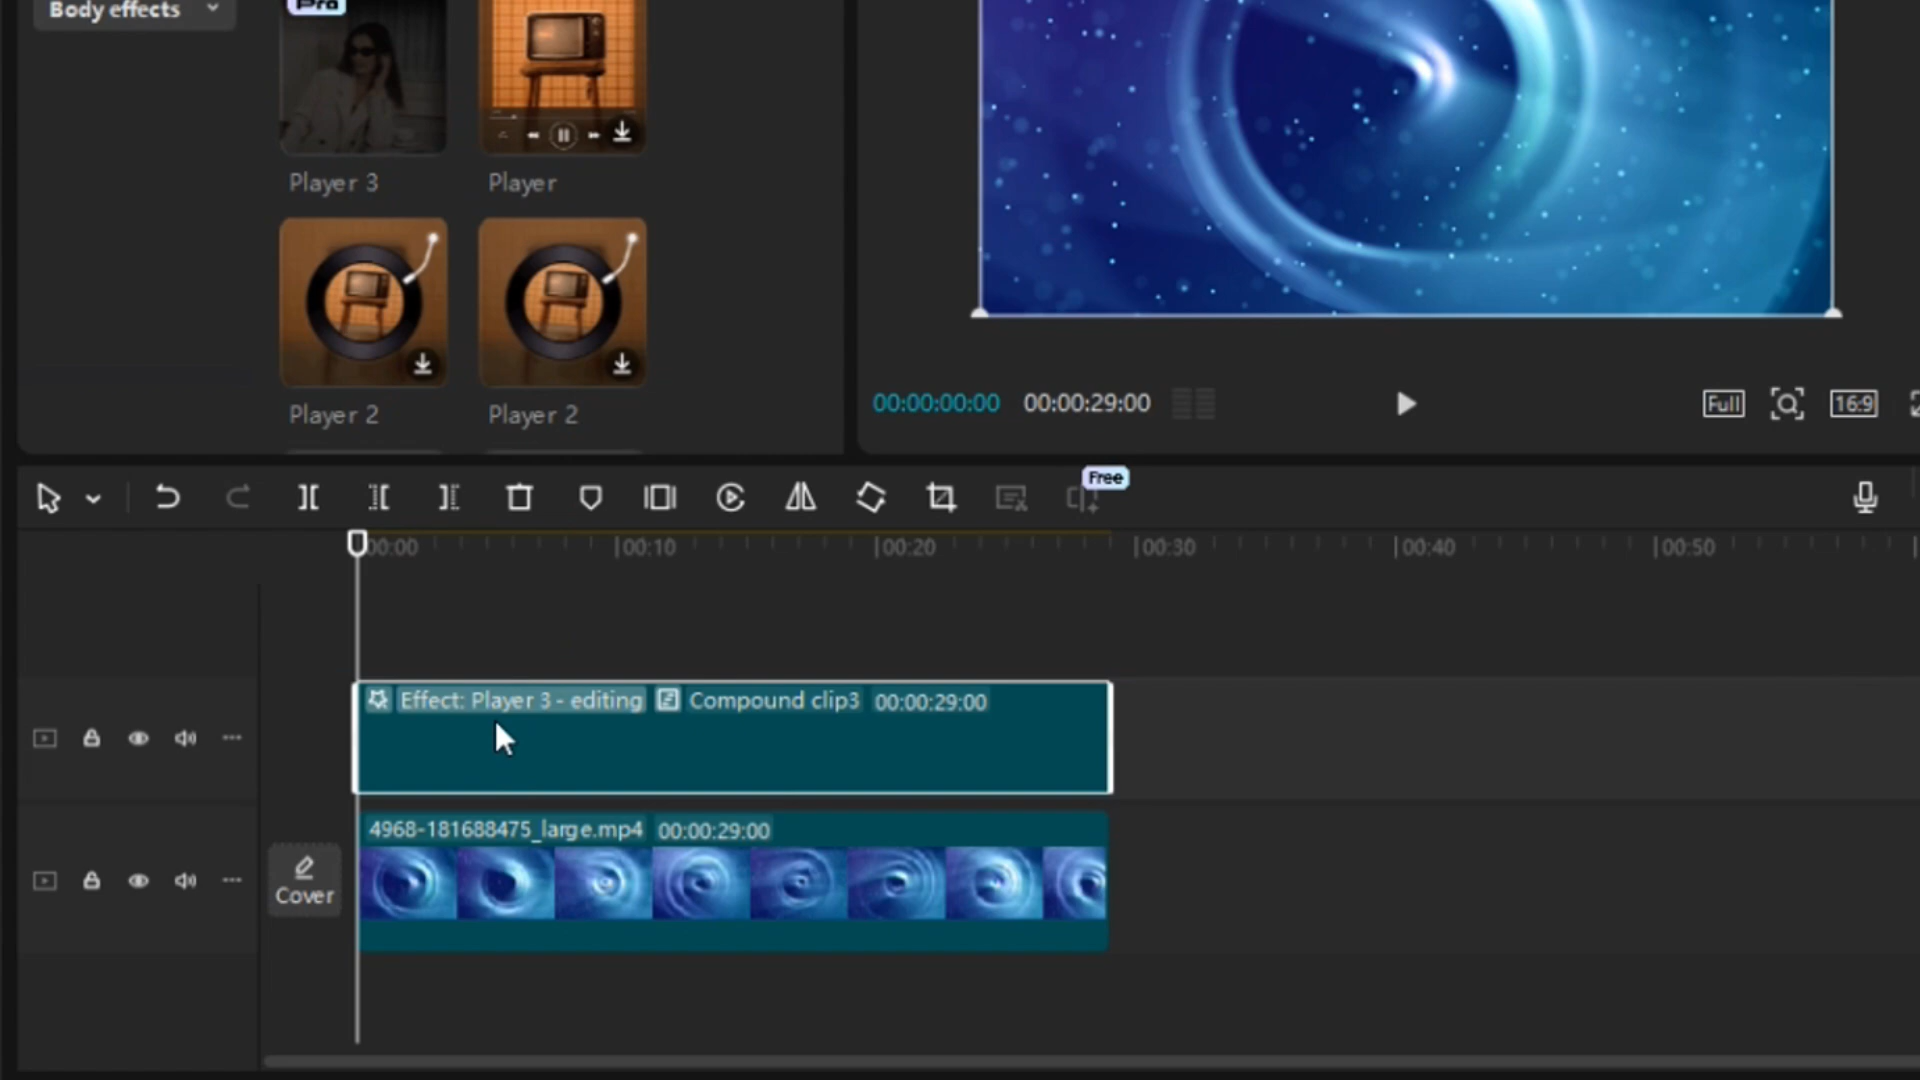 Body effects
Pro
Player 3
Player
Player 2
Player 2
00:00:00:00 00:00:29:00
Full
16:9
Free
00:00
00:10
00:20
00:30
00:40
00:50
Effect: Player 3 - editing Compound clip3 00:00:29:00
4968-181688475_large.mp4 00:00:29:00
Cover